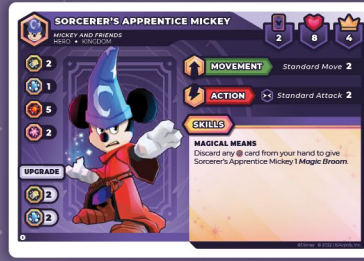 SORCERER'S APPRENTICE MICKEY
MICKEY AND FRIENDS
HERO • KINGDOM
2 8 4
2
1
5
2
MOVEMENT Standard Move 2
ACTION Standard Attack 2
SKILLS
MAGICAL MEANS
Discard any card from your hand to give
Sorcerer's Apprentice Mickey 1 Magic Broom.
UPGRADE
2
2